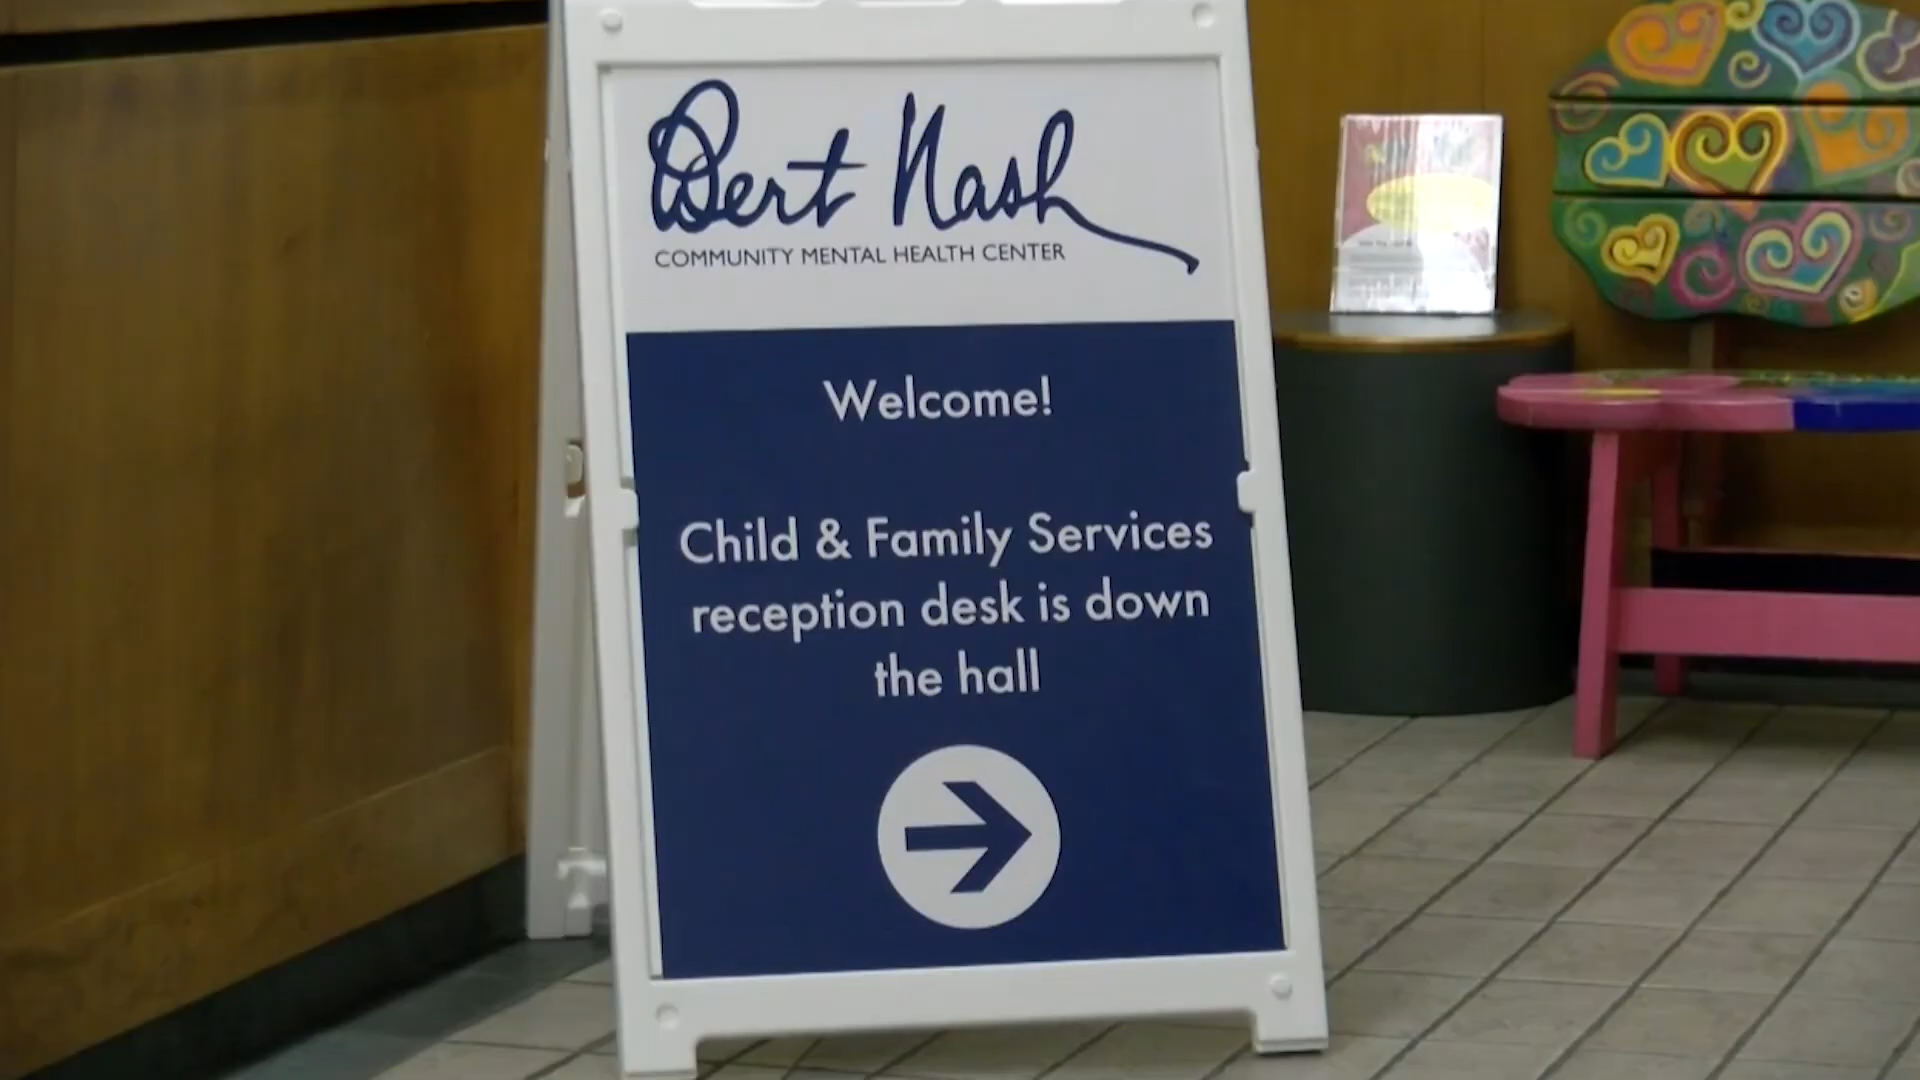 Bert Nash
COMMUNITY MENTAL HEALTH CENTER
Welcome!
Child & Family Services
reception desk is down
the hall